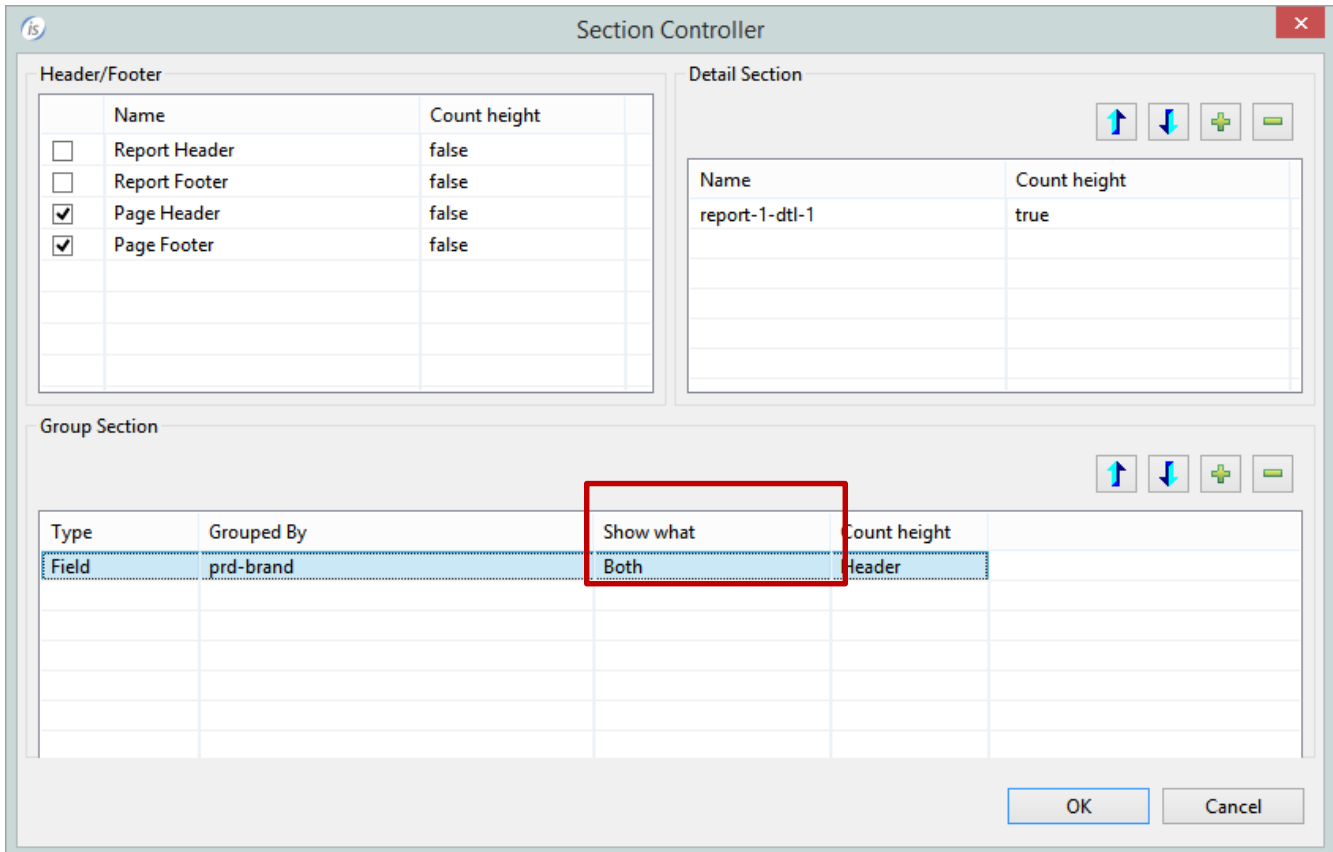 is
Section Controller
Header/Footer
Name Count height
Report Header false
Report Footer false
Page Header false
Page Footer false
Detail Section
Name Count height
report-1-dtl-1 true
Group Section
Type Grouped By Show what Count height
Field prd-brand Both Header
OK Cancel